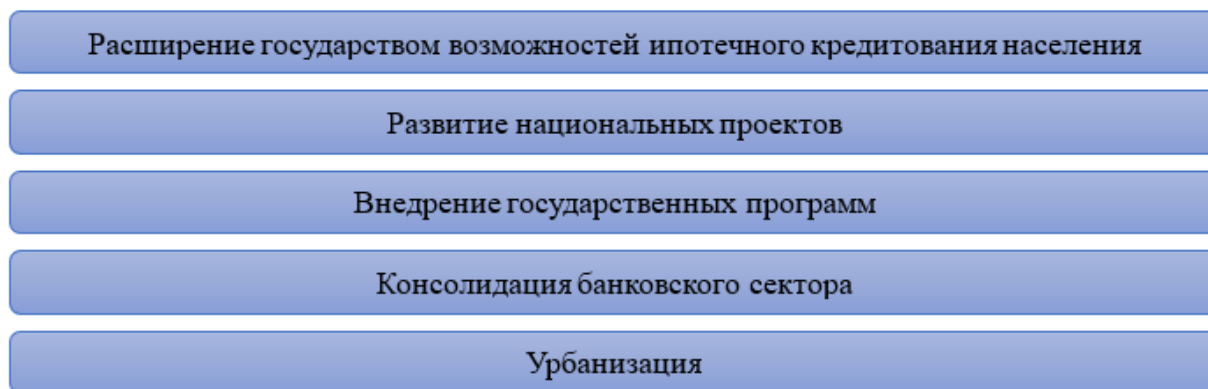 Расширение государством возможностей ипотечного кредитования населения
Развитие национальных проектов
Внедрение государственных программ
Консолидация банковского сектора
Урбанизация